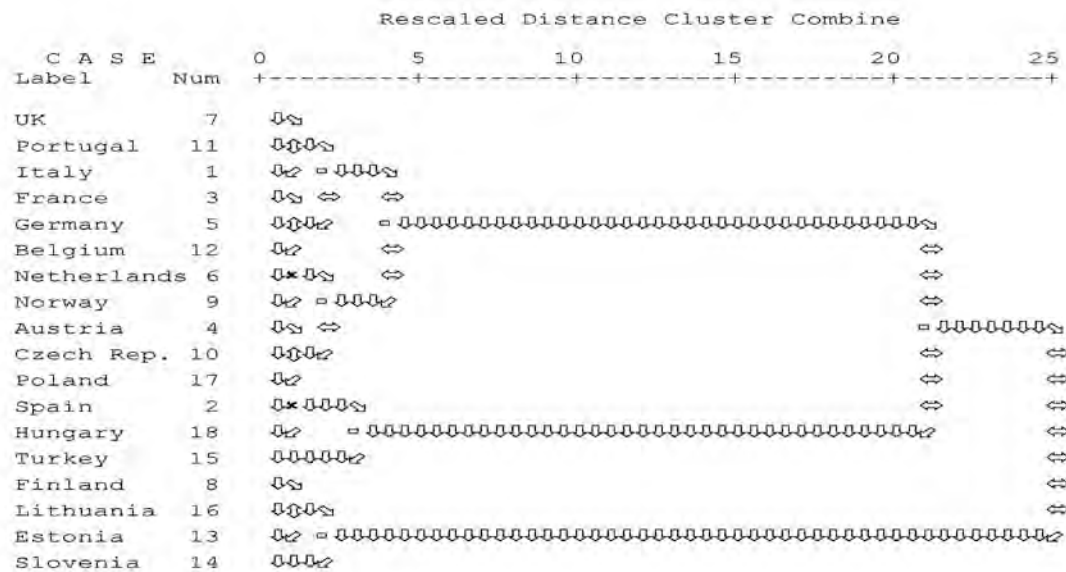 Rescaled Distance Cluster Combine
C A S E 0 5 10 15 20 25
Label Num
UK 7
Portugal 11
Italy 1
France 3
Germany 5
Belgium 12
Netherlands 6
Norway 9
Austria 4
Czech Rep. 10
Poland 17
Spain 2
Hungary 18
Turkey 15
Finland 8
Lithuania 16
Estonia 13
Slovenia 14